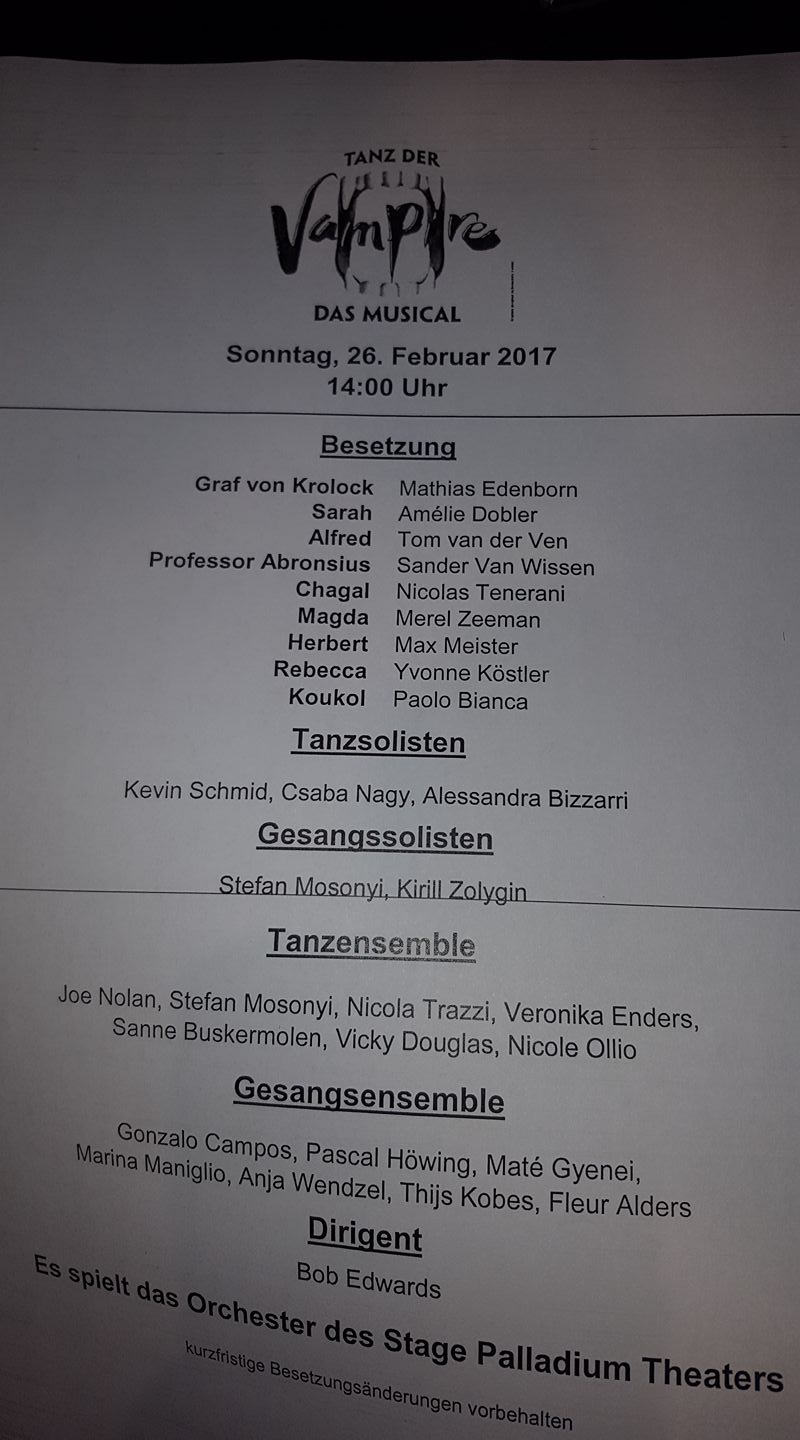 TANZ DER
Vampire
DAS MUSICAL
Sonntag, 26. Februar 2017
14:00 Uhr
Besetzung
Graf von Krolock Mathias Edenborn
Sarah Amélie Dobler
Alfred Tom van der Ven
Professor Abronsius Sander Van Wissen
Chagal Nicolas Tenerani
Magda Merel Zeeman
Herbert Max Meister
Rebecca Yvonne Köstler
Koukol Paolo Bianca
Tanzsolisten
Kevin Schmid, Csaba Nagy, Alessandra Bizzarri
Gesangssolisten
Stefan Mosonyi, Kirill Zolygin
Tanzensemble
Joe Nolan, Stefan Mosonyi, Nicola Trazzi, Veronika Enders,
Sanne Buskermolen, Vicky Douglas, Nicole Ollio
Gesangsensemble
Gonzalo Campos, Pascal Höwing, Maté Gyenei,
Marina Maniglio, Anja Wendzel, Thijs Kobes, Fleur Alders
Dirigent
Bob Edwards
Es spielt das Orchester des Stage Palladium Theaters
kurzfristige Besetzungsänderungen vorbehalten